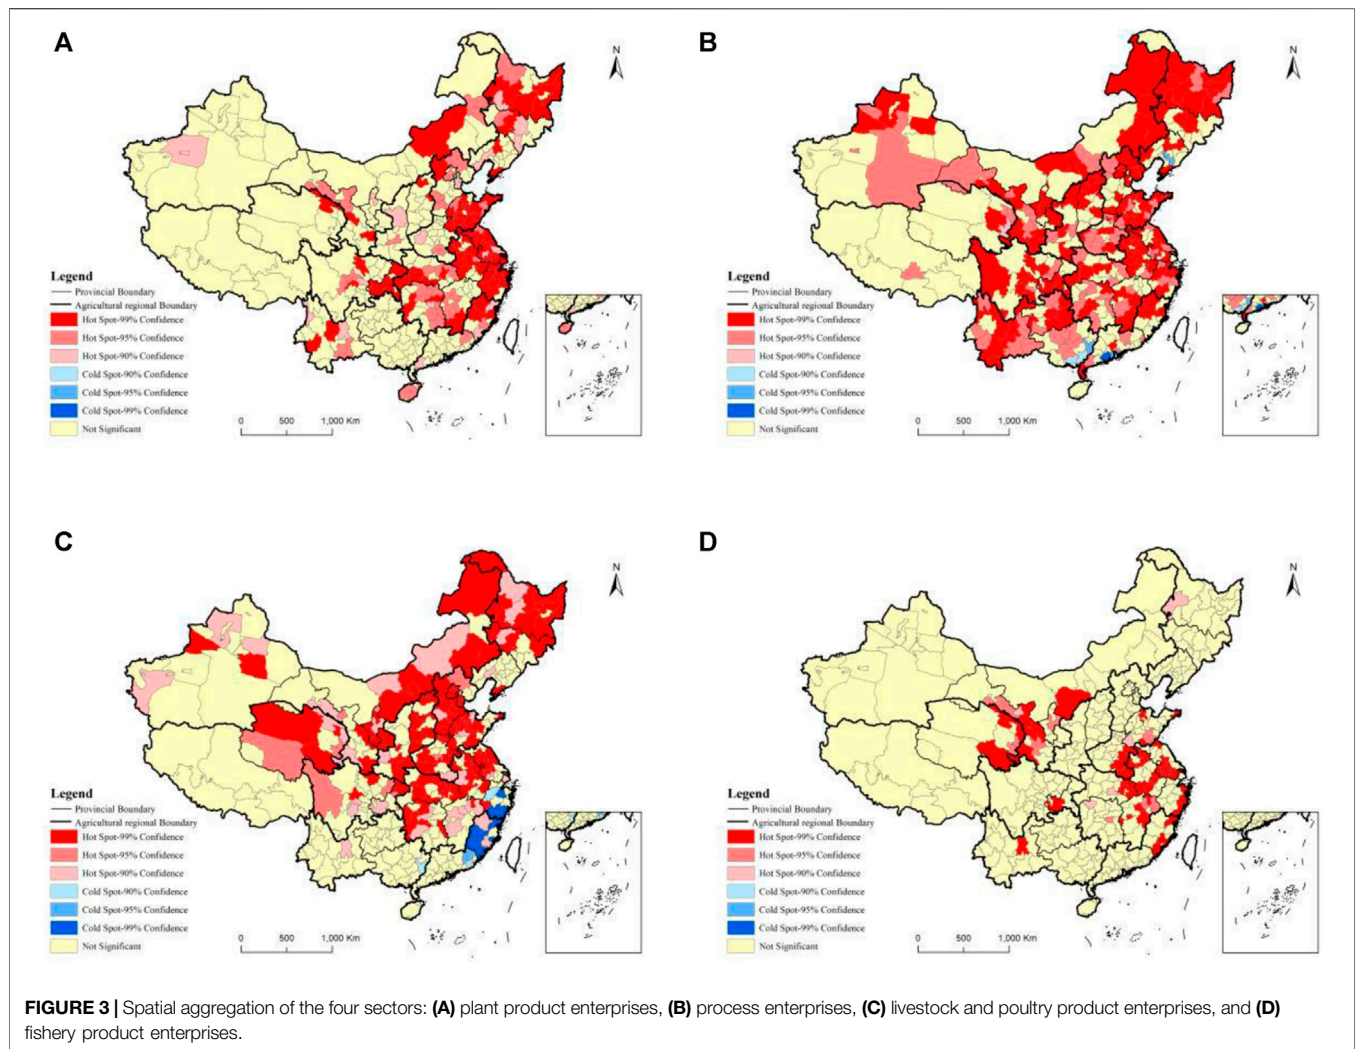 A
N
Legend
Provincial Boundary
Agricultural regional Boundary
Hot Spot-99% Confidence
Hot Spot-95% Confidence
Hot Spot-90% Confidence
Cold Spot-90% Confidence
Cold Spot-95% Confidence
Cold Spot-99% Confidence
Not Significant
0 500 1,000 Km
B
N
Legend
Provincial Boundary
Agricultural regional Boundary
Hot Spot-99% Confidence
Hot Spot-95% Confidence
Hot Spot-90% Confidence
Cold Spot-90% Confidence
Cold Spot-95% Confidence
Cold Spot-99% Confidence
Not Significant
0 500 1,000 Km
C
N
Legend
Provincial Boundary
Agricultural regional Boundary
Hot Spot-99% Confidence
Hot Spot-95% Confidence
Hot Spot-90% Confidence
Cold Spot-90% Confidence
Cold Spot-95% Confidence
Cold Spot-99% Confidence
Not Significant
0 500 1,000 Km
D
N
Legend
Provincial Boundary
Agricultural regional Boundary
Hot Spot-99% Confidence
Hot Spot-95% Confidence
Hot Spot-90% Confidence
Cold Spot-90% Confidence
Cold Spot-95% Confidence
Cold Spot-99% Confidence
Not Significant
0 500 1,000 Km
FIGURE 3 | Spatial aggregation of the four sectors: (A) plant product enterprises, (B) process enterprises, (C) livestock and poultry product enterprises, and (D)
fishery product enterprises.